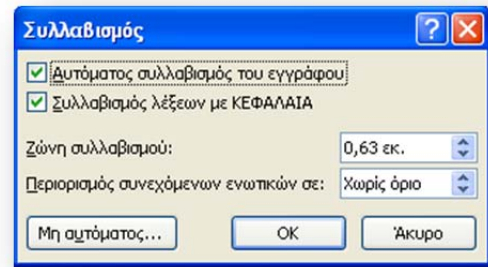 Συλλαβισμός
Αυτόματος συλλαβισμός του εγγράφου
Συλλαβισμός λέξεων με ΚΕΦΑΛΑΙΑ
Ζώνη συλλαβισμού: 0,63 εκ.
Περιορισμός συνεχόμενων ενωτικών σε: Χωρίς όριο
Μη αυτόματος... OK Άκυρο